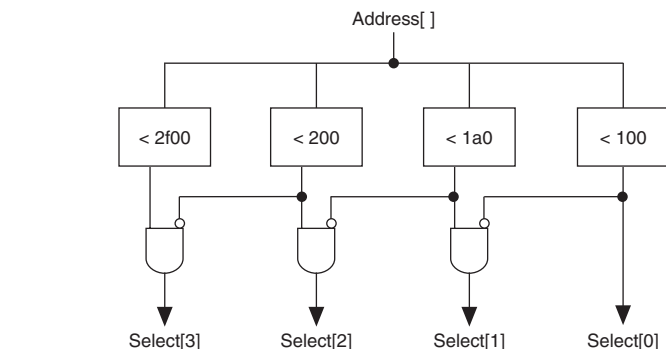 Address[ ]
< 2f00
< 200
< 1a0
< 100
Select[3]
Select[2]
Select[1]
Select[0]